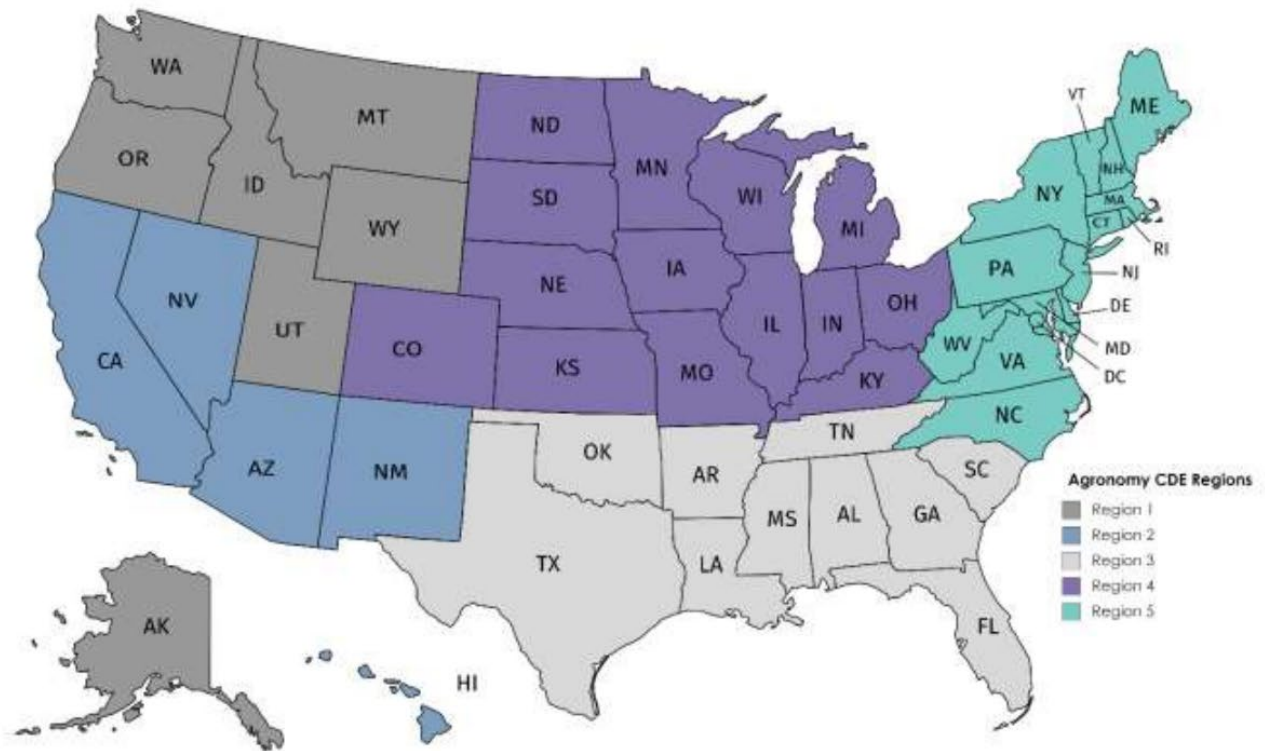 WA
MT
ND
MN
VT
ME
OR
ID
SD
WI
NY
NH
MA
CT
RI
WY
MI
IA
PA
NJ
NE
NV
UT
CO
IL
IN
OH
DE
WV
MD
VA
DC
CA
KS
MO
KY
NC
TN
OK
AZ
NM
AR
SC
MS
AL
GA
TX
LA
FL
AK
HI
Agronomy CDE Regions
Region 1
Region 2
Region 3
Region 4
Region 5